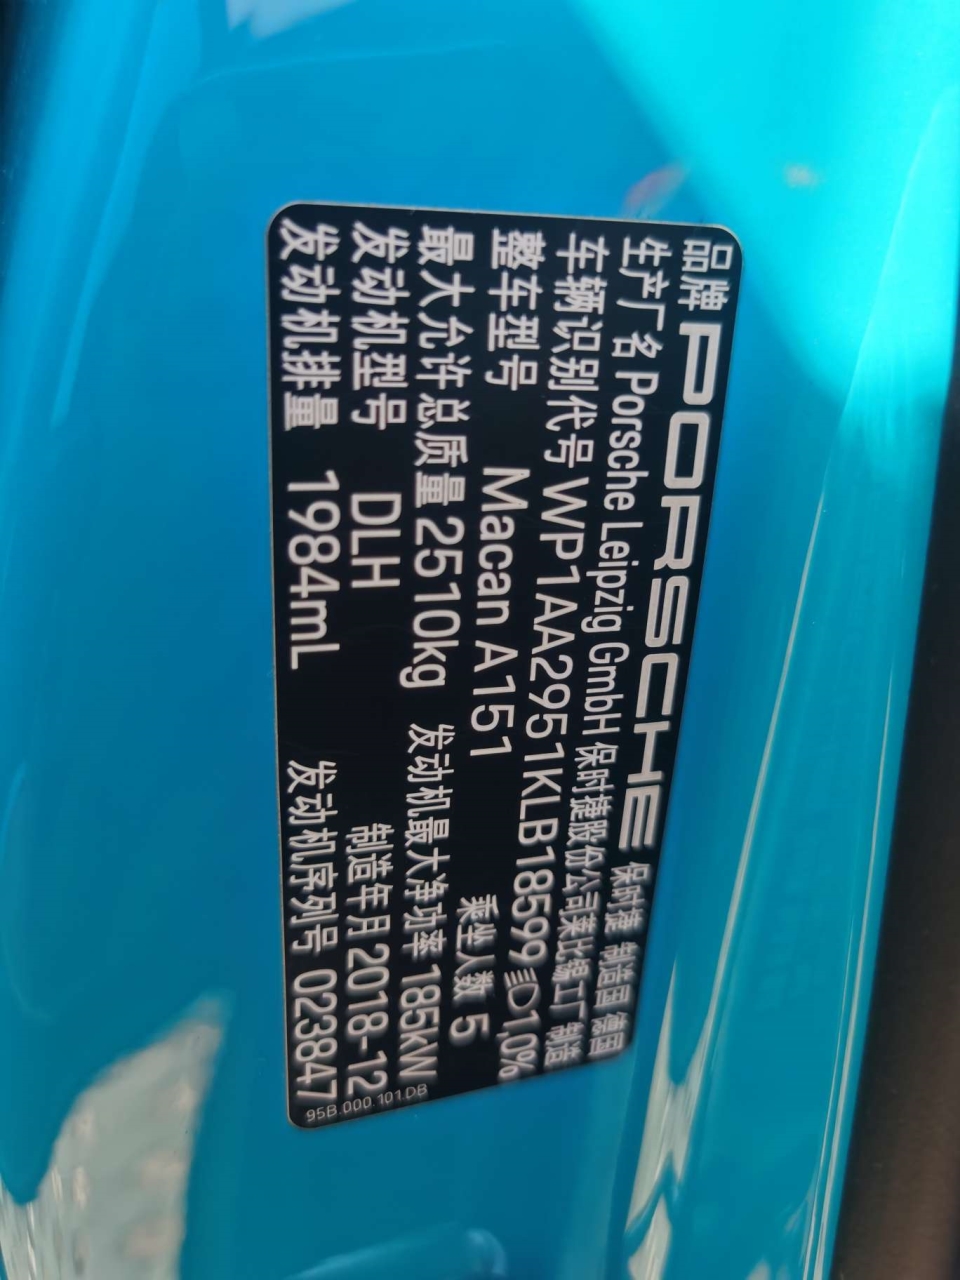 品牌 PORSCHE 保时捷 制造国 德国
生产厂名 Porsche Leipzig GmbH 保时捷股份公司莱比锡工厂 制造
车辆识别代号 WP1AA2951KLB18599 10%
整车型号 Macan A151 乘坐人数 5
最大允许总质量 2510kg 发动机最大净功率 185kW
发动机型号 DLH 制造年月 2018-12
发动机排量 1984mL 发动机序列号 023847
95B.000.101.DB